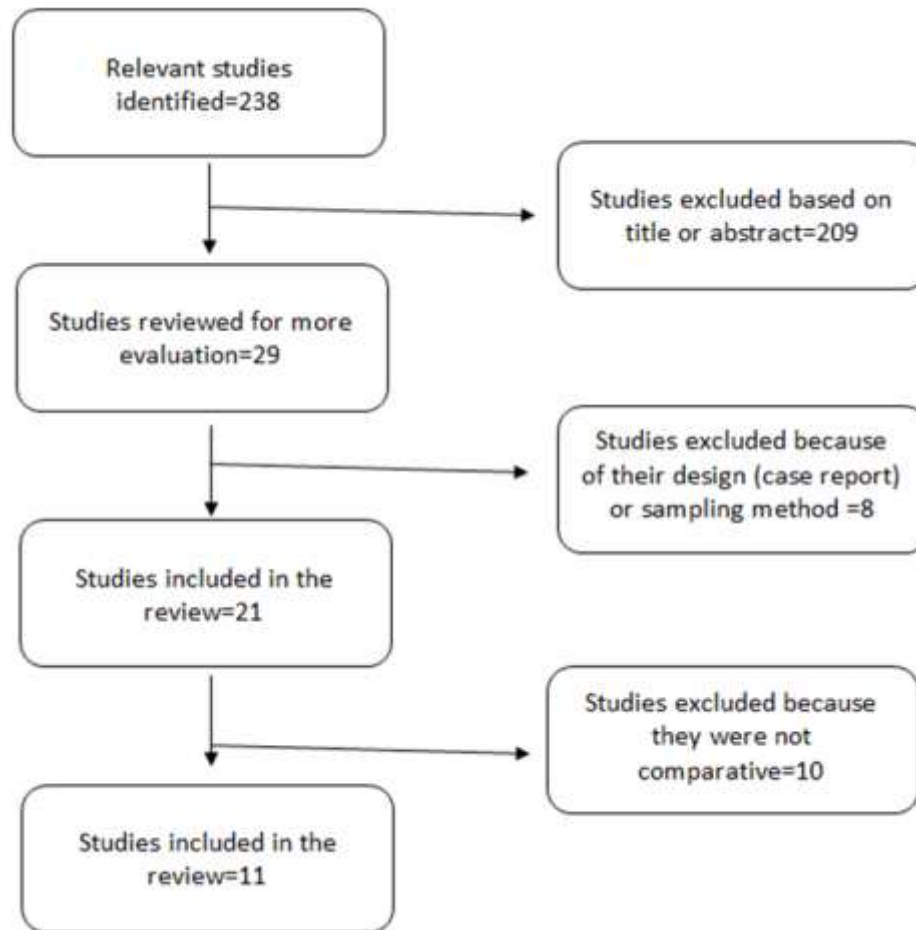 Relevant studies
identified=238
Studies excluded based on
title or abstract=209
Studies reviewed for more
evaluation=29
Studies excluded because
of their design (case report)
or sampling method =8
Studies included in the
review=21
Studies excluded because
they were not
comparative=10
Studies included in the
review=11